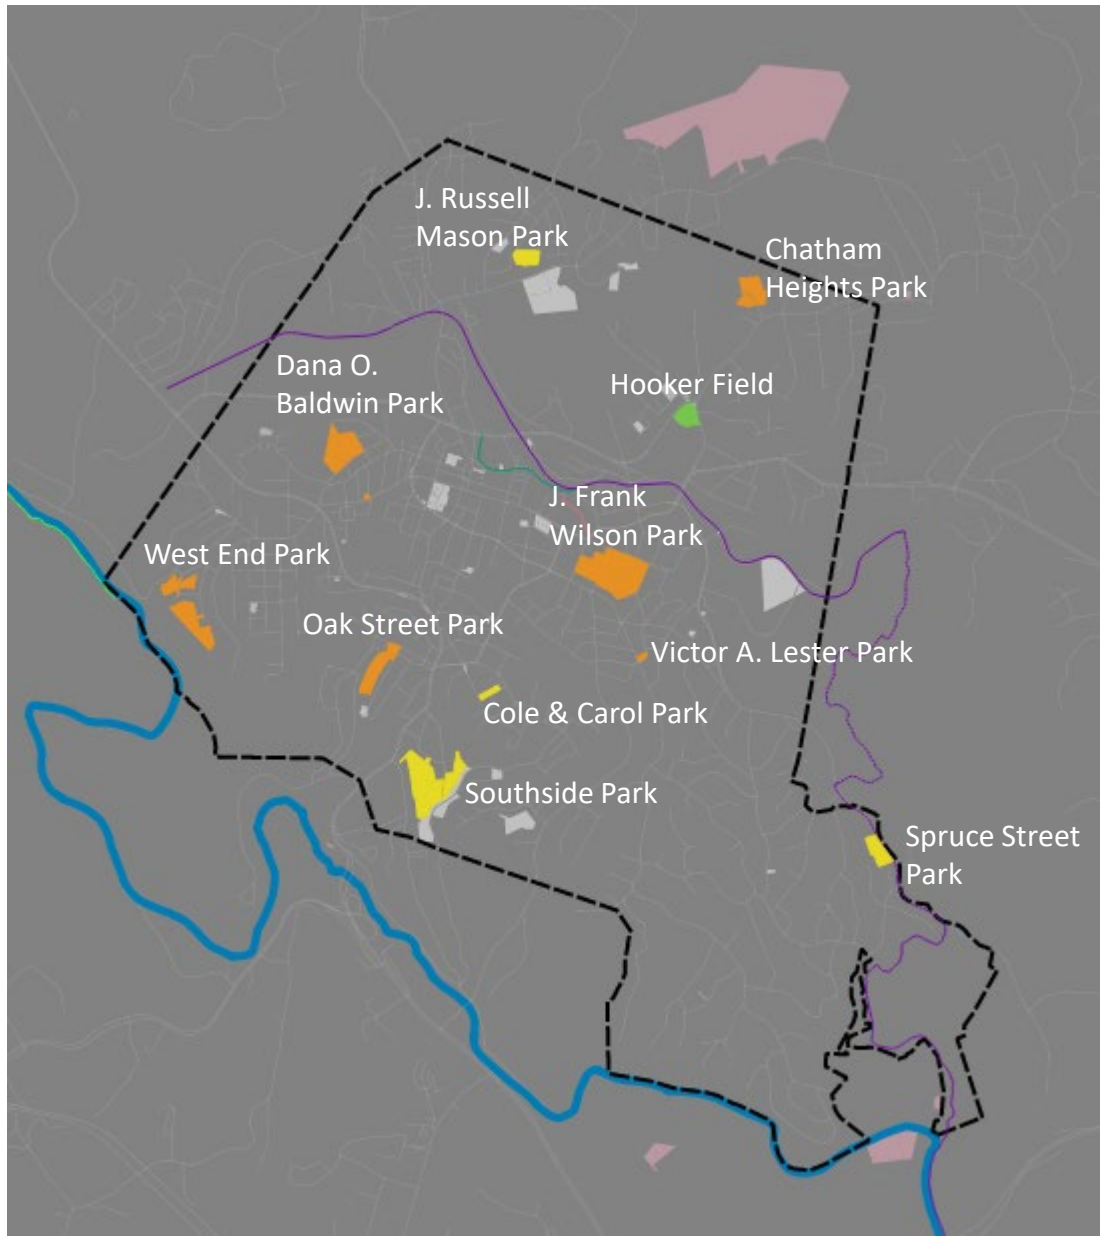 J. Russell
Mason Park
Chatham
Heights Park
Dana O.
Baldwin Park
Hooker Field
J. Frank
Wilson Park
West End Park
Oak Street Park
Victor A. Lester Park
Cole & Carol Park
Southside Park
Spruce Street
Park